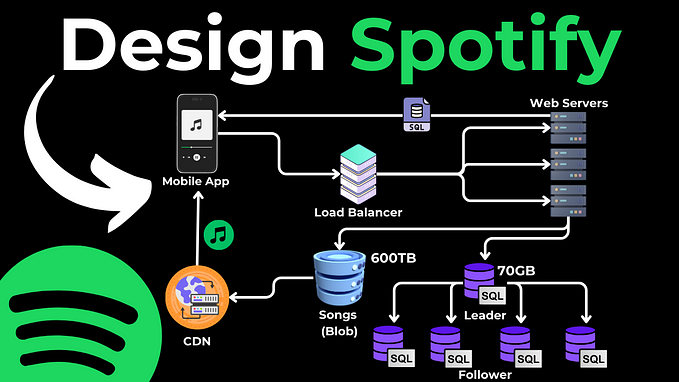 Design Spotify
Web Servers
SQL
Mobile App
Load Balancer
600TB
70GB
SQL
Leader
Songs
(Blob)
CDN
SQL
SQL
SQL
SQL
Follower